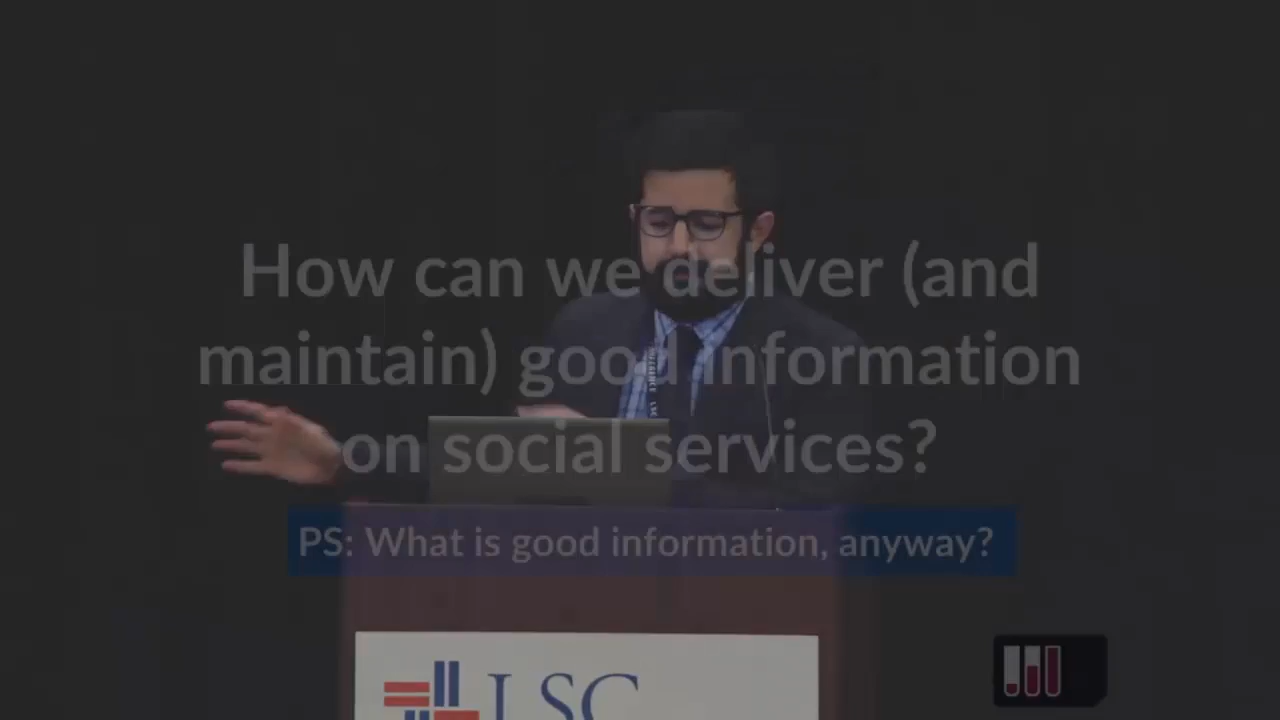 How can we deliver (and
maintain) good information
on social services?
PS: What is good information, anyway?
LSC